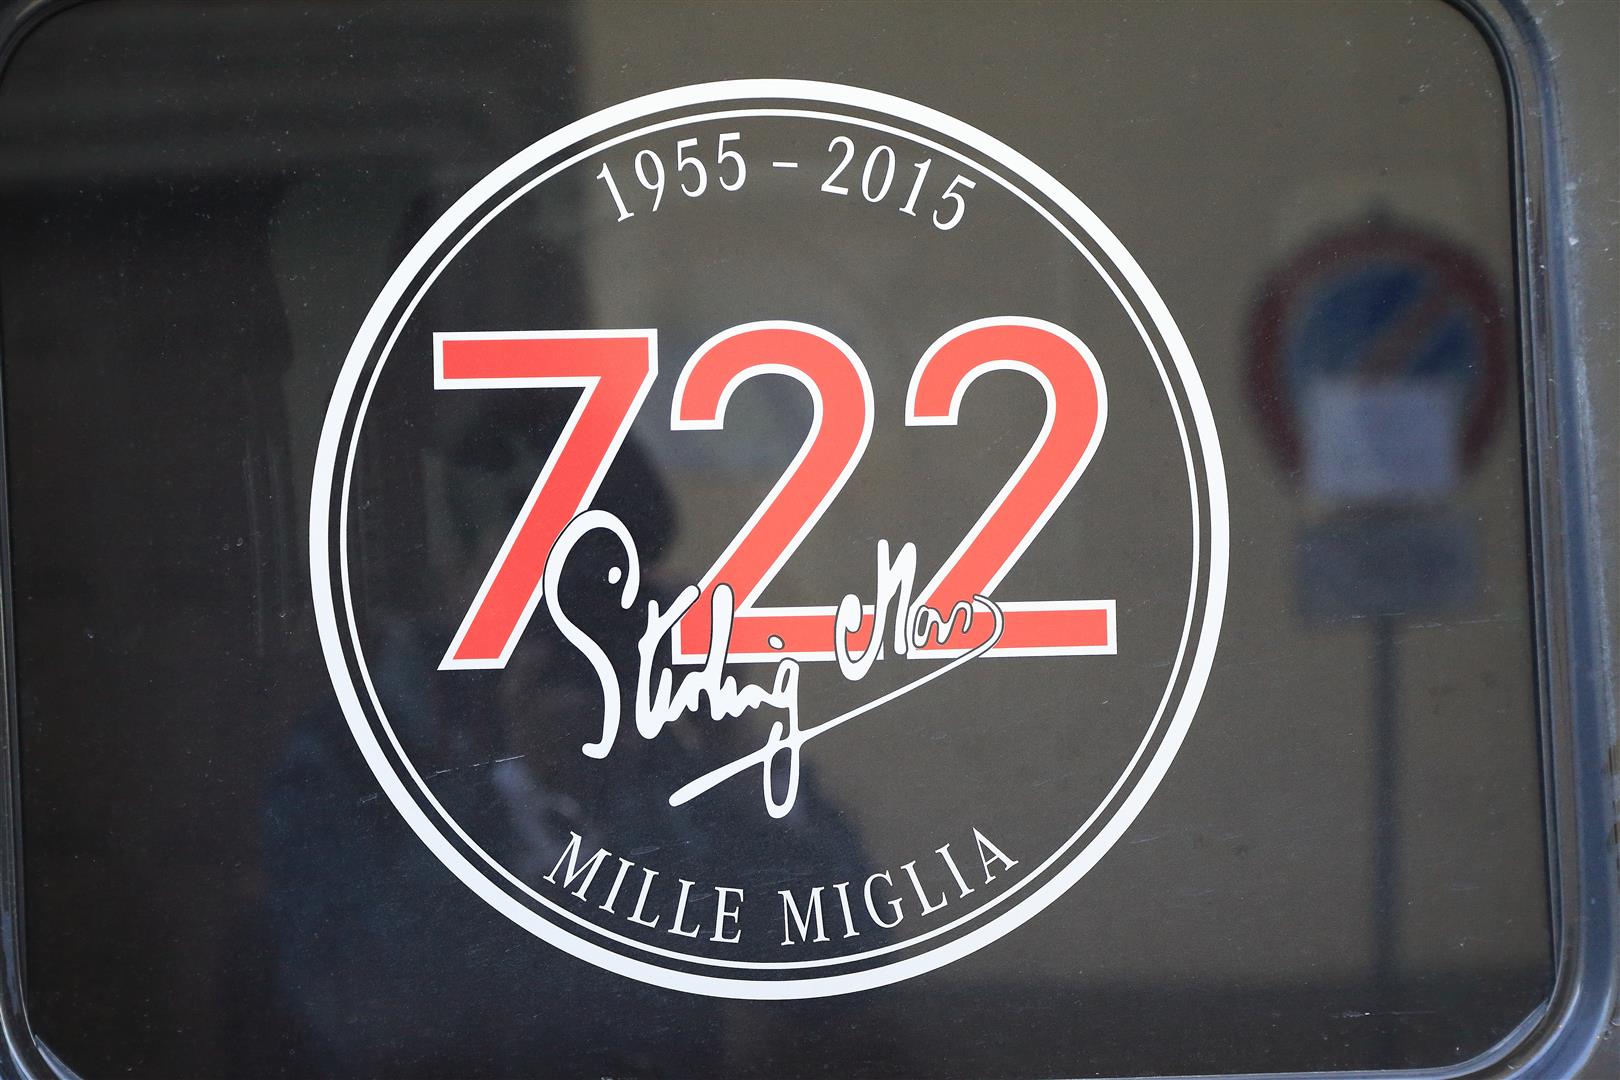 1955 - 2015
722
Stirling Moss
MILLE MIGLIA